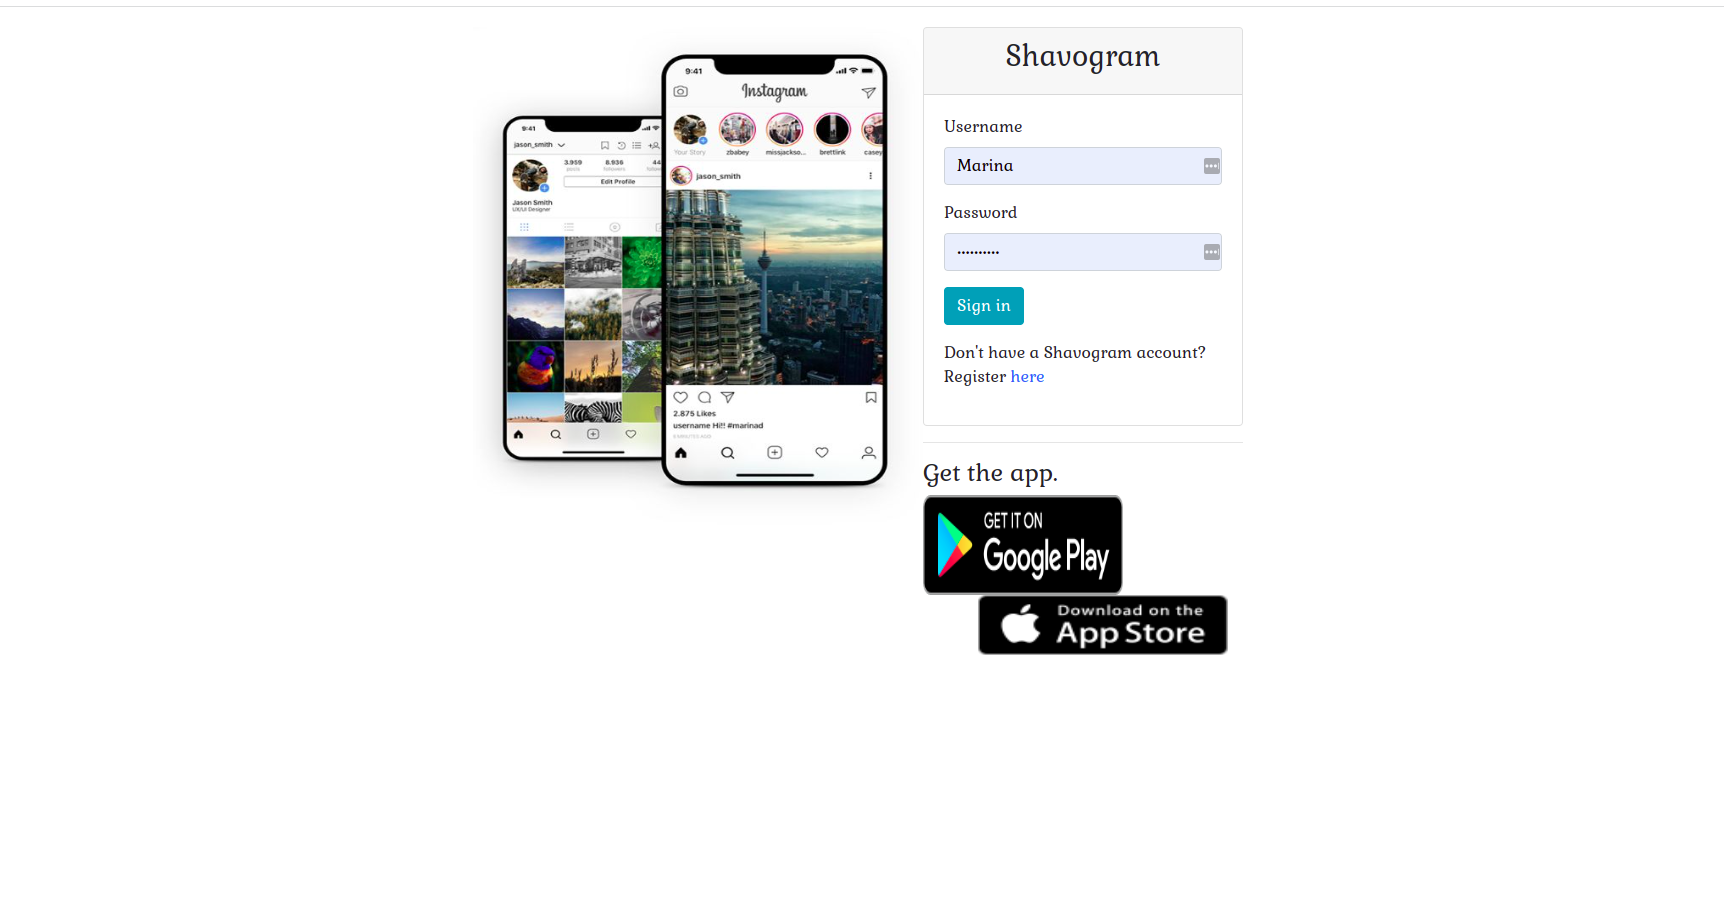 9:41
jason_smith
3.959
8.936
44
posts
Edit Profile
Jason Smith
UX/UI Designer
9:41
Instagram
Your Story
zbabey
missjackso...
brettlink
casey
jason_smith
2.875 Likes
username Hi!! #marinad
Shavogram
Username
Marina
Password
Sign in
Don't have a Shavogram account?
Register here
Get the app.
GET IT ON
Google Play
Download on the
App Store